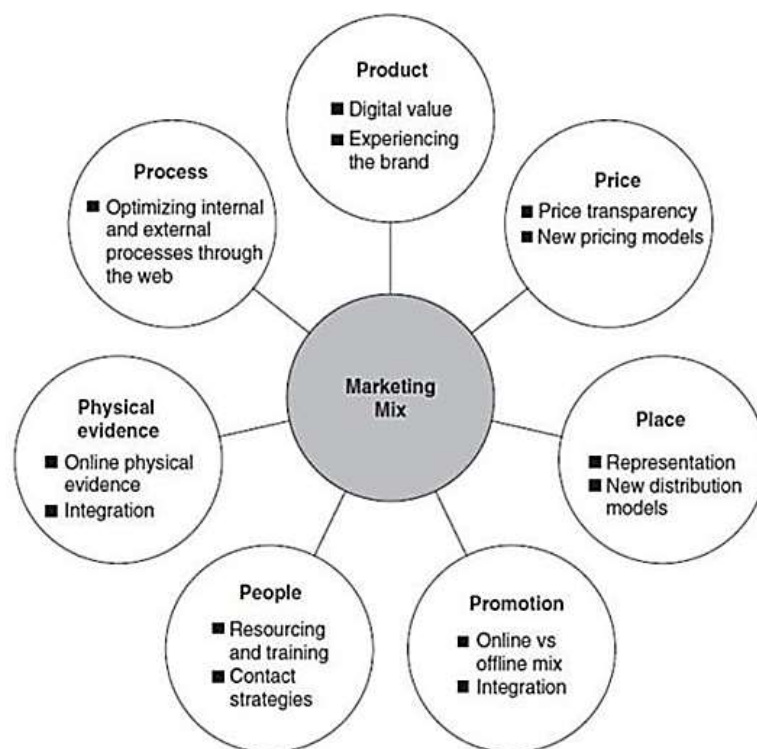 Product
■ Digital value
■ Experiencing
the brand
Price
■ Price transparency
■ New pricing models
Place
■ Representation
■ New distribution
models
Promotion
■ Online vs
offline mix
■ Integration
People
■ Resourcing
and training
■ Contact
strategies
Physical
evidence
■ Online physical
evidence
■ Integration
Process
■ Optimizing internal
and external
processes through
the web
Marketing
Mix